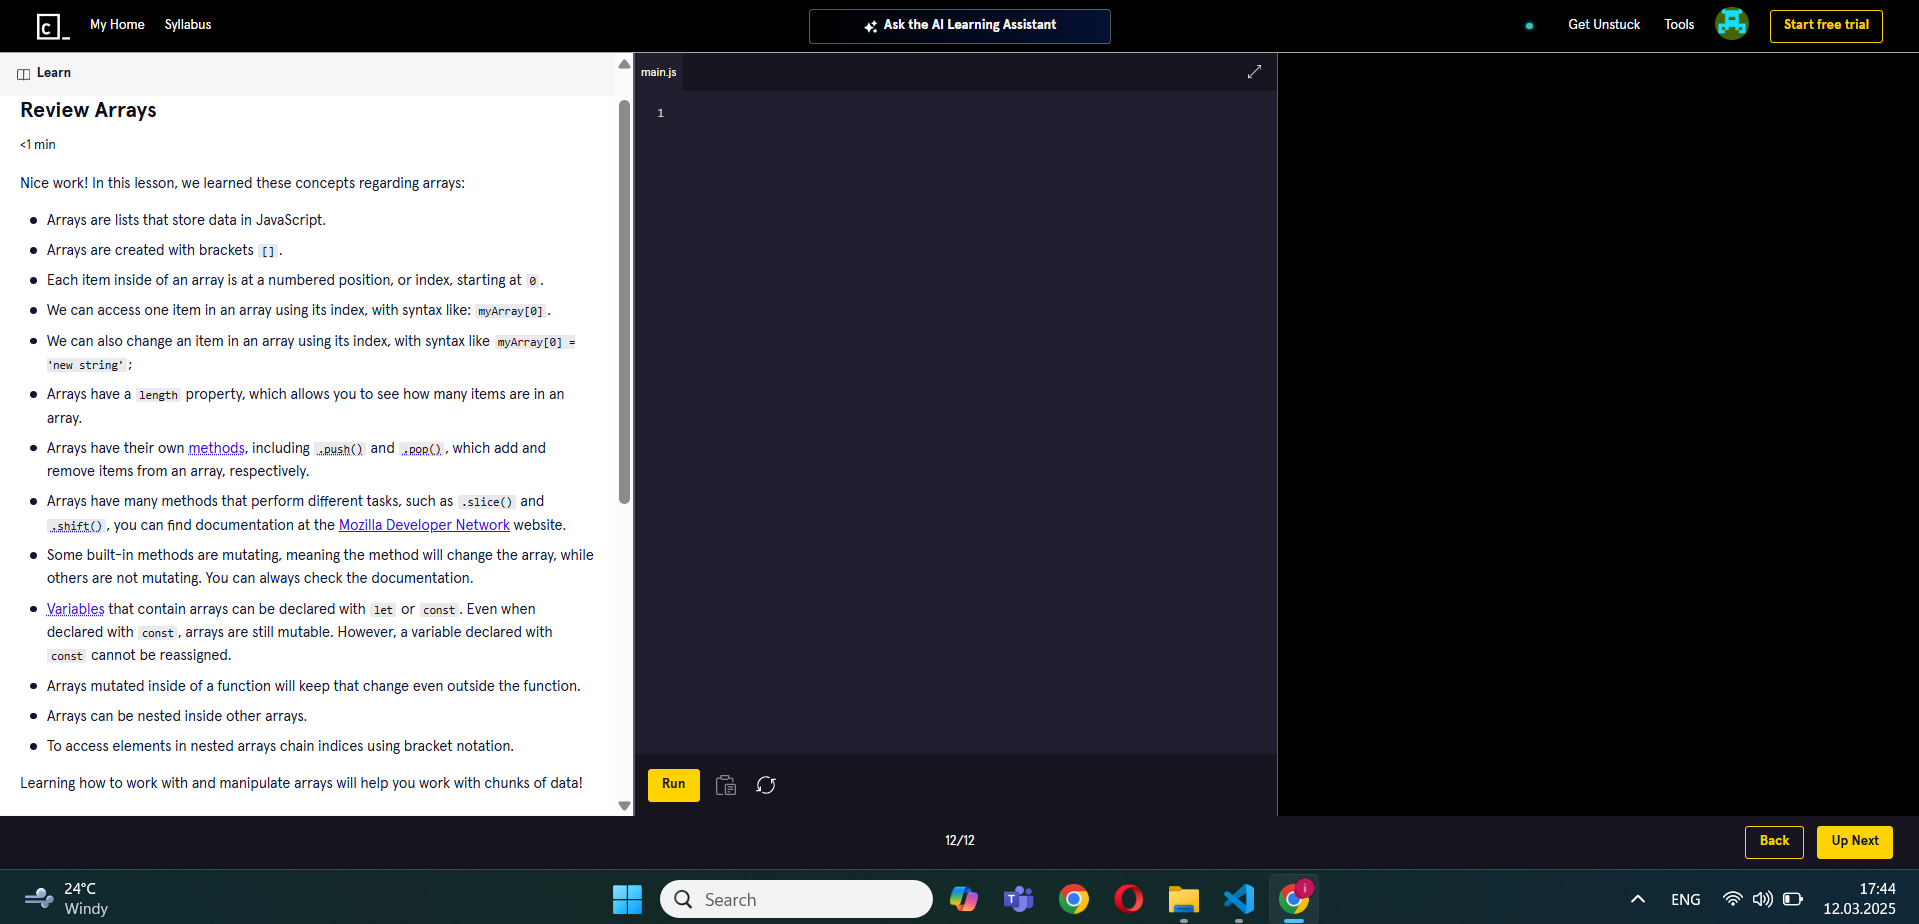 My Home
Syllabus
Ask the AI Learning Assistant
Get Unstuck
Tools
Start free trial
Learn
Review Arrays
<1 min
Nice work! In this lesson, we learned these concepts regarding arrays:
Arrays are lists that store data in JavaScript.
Arrays are created with brackets [].
Each item inside of an array is at a numbered position, or index, starting at 0.
We can access one item in an array using its index, with syntax like: myArray[0].
We can also change an item in an array using its index, with syntax like myArray[0] =
'new string';
Arrays have a length property, which allows you to see how many items are in an
array.
Arrays have their own methods, including .push() and .pop(), which add and
remove items from an array, respectively.
Arrays have many methods that perform different tasks, such as .slice() and
.shift(), you can find documentation at the Mozilla Developer Network website.
Some built-in methods are mutating, meaning the method will change the array, while
others are not mutating. You can always check the documentation.
Variables that contain arrays can be declared with let or const. Even when
declared with const, arrays are still mutable. However, a variable declared with
const cannot be reassigned.
Arrays mutated inside of a function will keep that change even outside the function.
Arrays can be nested inside other arrays.
To access elements in nested arrays chain indices using bracket notation.
Learning how to work with and manipulate arrays will help you work with chunks of data!
main.js
1
Run
12/12
Back
Up Next
24°C
Windy
Search
ENG
17:44
12.03.2025